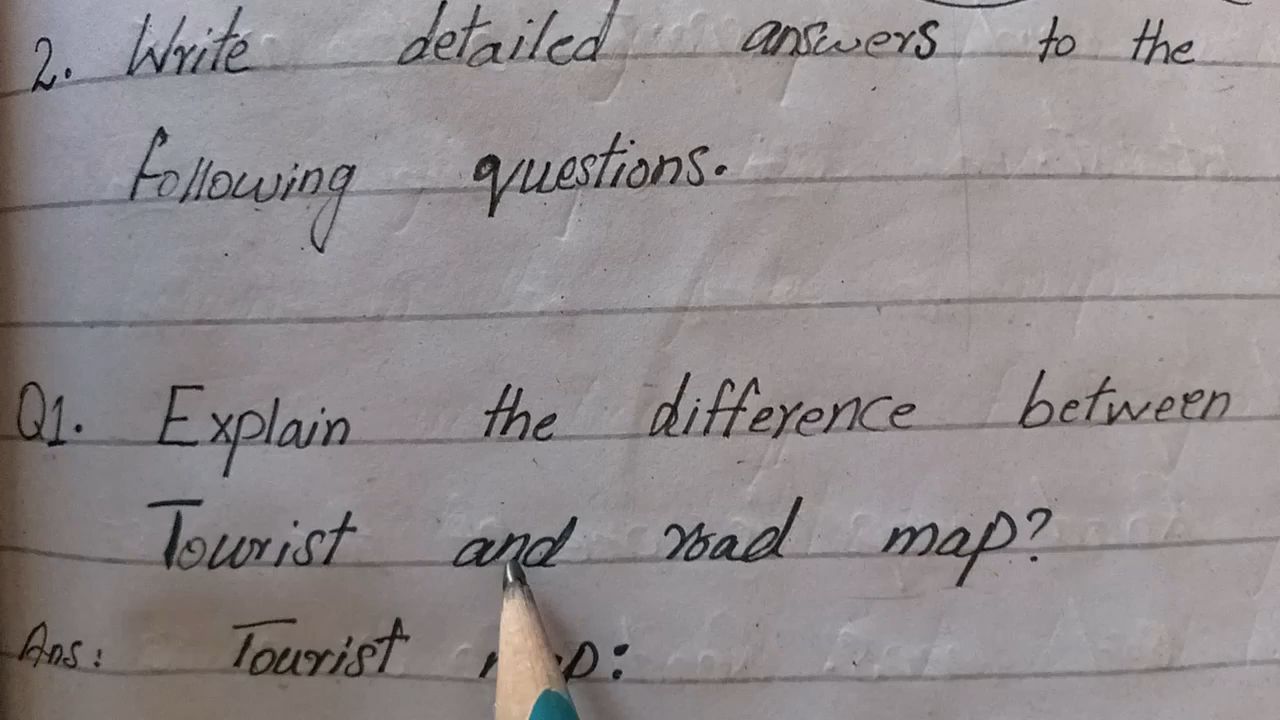 2. Write detailed answers to the
following questions.
Q1. Explain the difference between
Tourist and road map?
Ans: Tourist